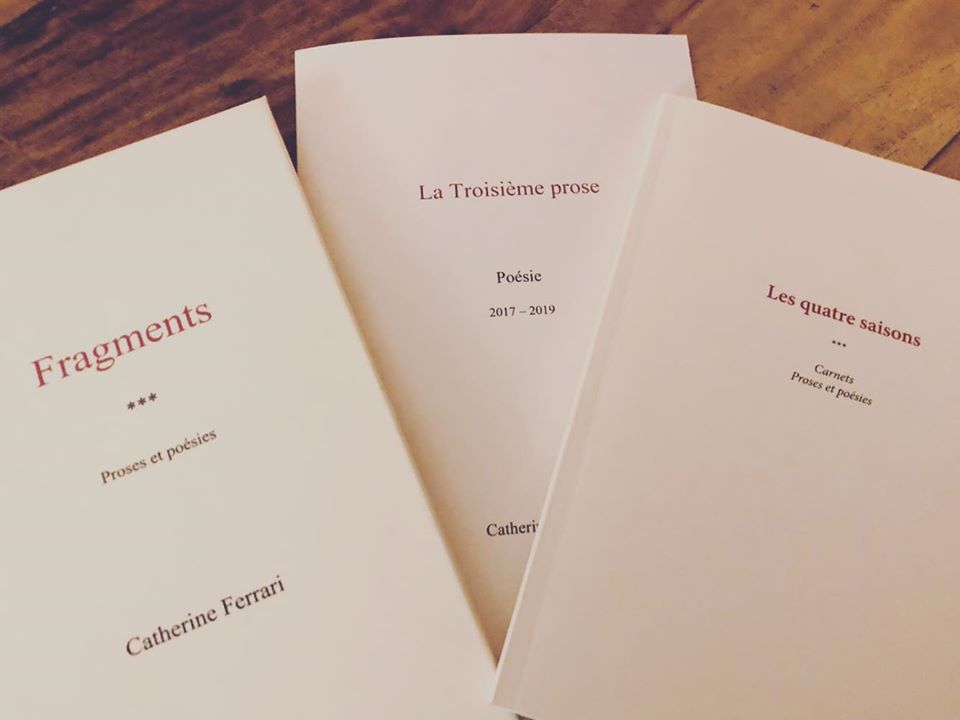 Fragments
***
Proses et poésies
Catherine Ferrari
La Troisième prose
Poésie
2017 – 2019
Catheri
Les quatre saisons
***
Carnets
Proses et poésies